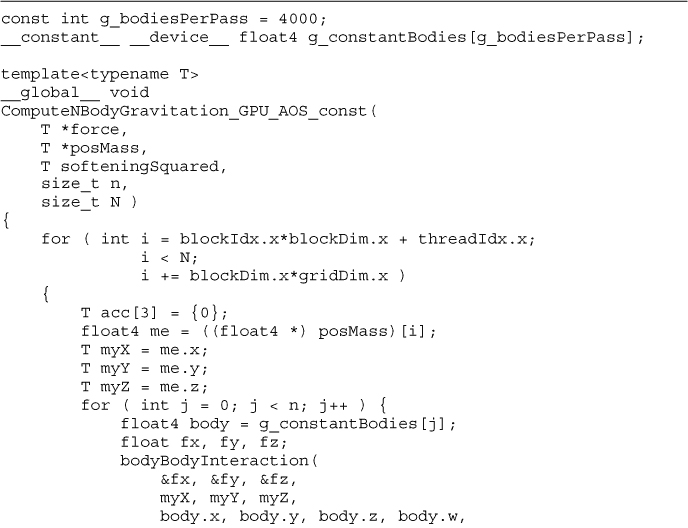 const int g_bodiesPerPass = 4000;
__constant__ __device__ float4 g_constantBodies[g_bodiesPerPass];
template<typename T>
__global__ void
ComputeNBodyGravitation_GPU_AOS_const(
T *force,
T *posMass,
T softeningSquared,
size_t n,
size_t N )
{
for ( int i = blockIdx.x*blockDim.x + threadIdx.x;
i < N;
i += blockDim.x*gridDim.x )
{
T acc[3] = {0};
float4 me = ((float4 *) posMass)[i];
T myX = me.x;
T myY = me.y;
T myZ = me.z;
for ( int j = 0; j < n; j++ ) {
float4 body = g_constantBodies[j];
float fx, fy, fz;
bodyBodyInteraction(
&fx, &fy, &fz,
myX, myY, myZ,
body.x, body.y, body.z, body.w,